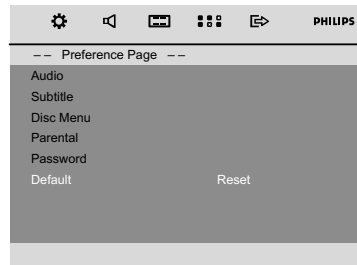 PHILIPS
-- Preference Page --
Audio
Subtitle
Disc Menu
Parental
Password
Default Reset